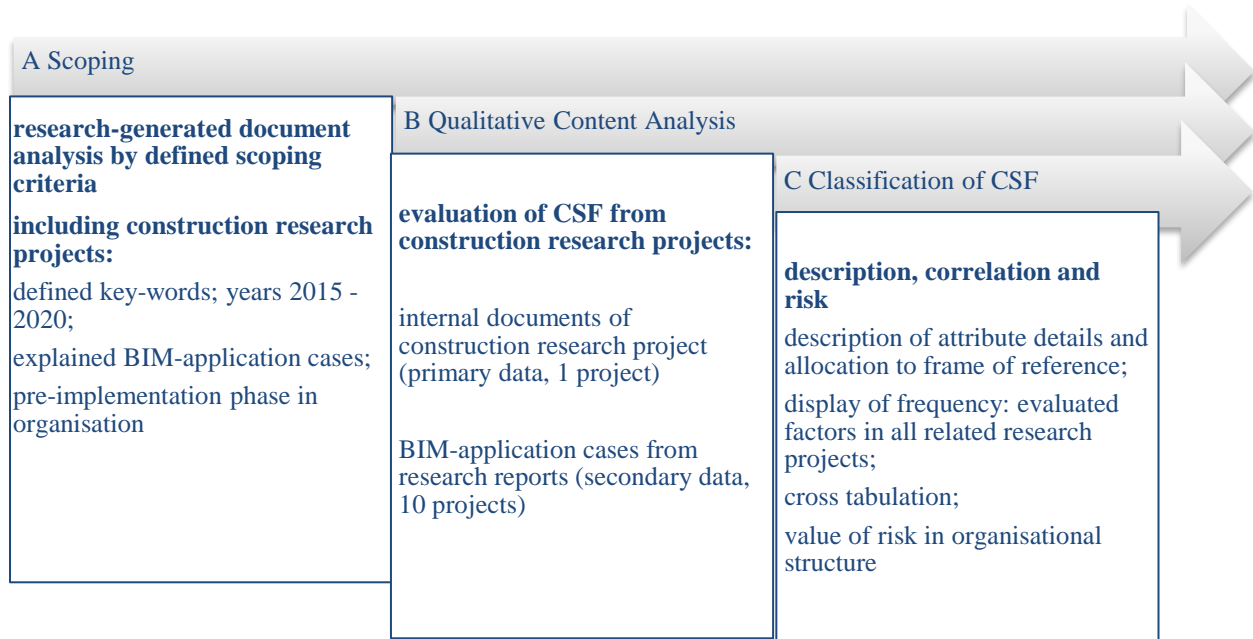 A Scoping
research-generated document
analysis by defined scoping
criteria
including construction research
projects:
defined key-words; years 2015 -
2020;
explained BIM-application cases;
pre-implementation phase in
organisation
B Qualitative Content Analysis
evaluation of CSF from
construction research projects:
internal documents of
construction research project
(primary data, 1 project)
BIM-application cases from
research reports (secondary data,
10 projects)
C Classification of CSF
description, correlation and
risk
description of attribute details and
allocation to frame of reference;
display of frequency: evaluated
factors in all related research
projects;
cross tabulation;
value of risk in organisational
structure